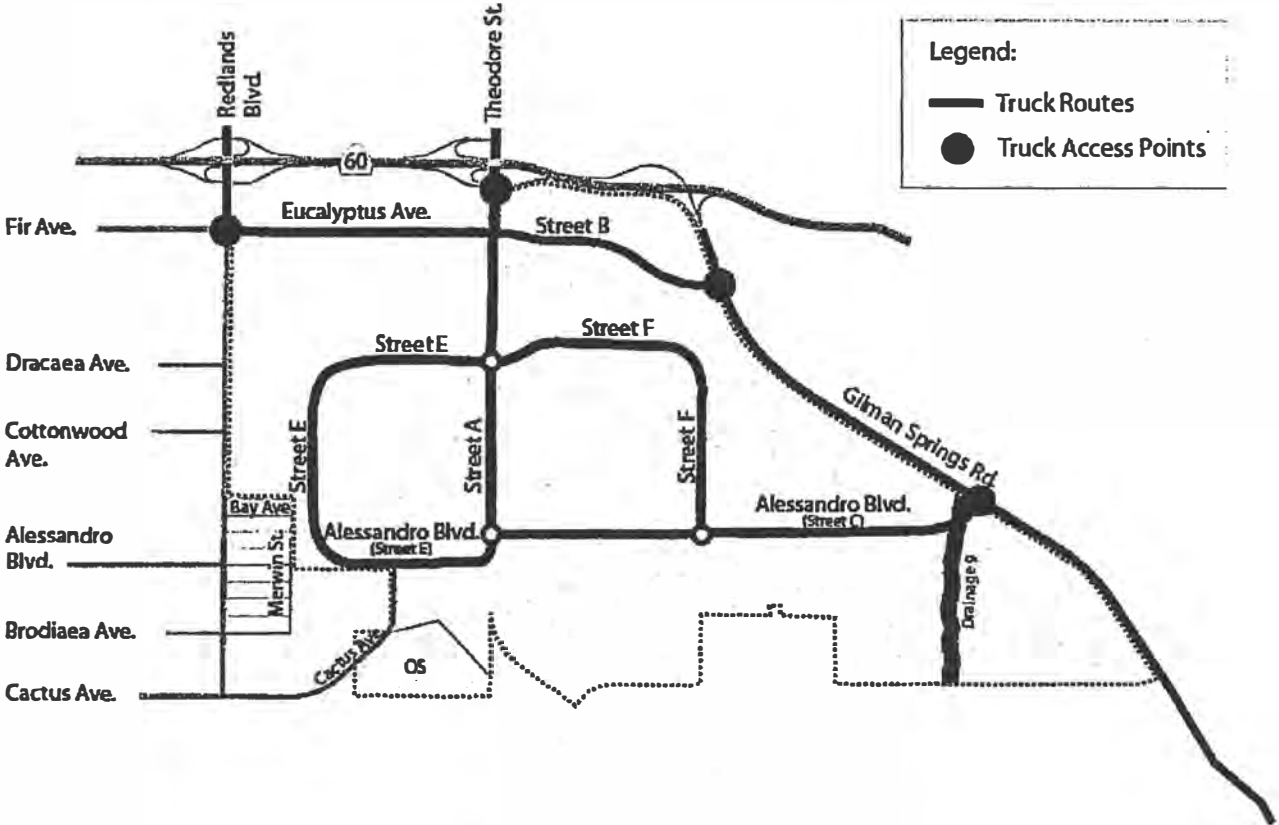 Redlands
Blvd.
Theodore St.
Legend:
Truck Routes
Truck Access Points
60
Fir Ave.
Eucalyptus Ave.
Street B
Street E
Street F
Dracaea Ave.
Cottonwood
Ave.
Street E
Street A
Street F
Gilman Springs Rd.
Bay Ave.
Alessandro
Blvd.
Merwin St.
Alessandro Blvd.
(Street E)
Alessandro Blvd.
(Street C)
Drainage 9
Brodiaea Ave.
Cactus Ave.
OS
Cactus Ave.